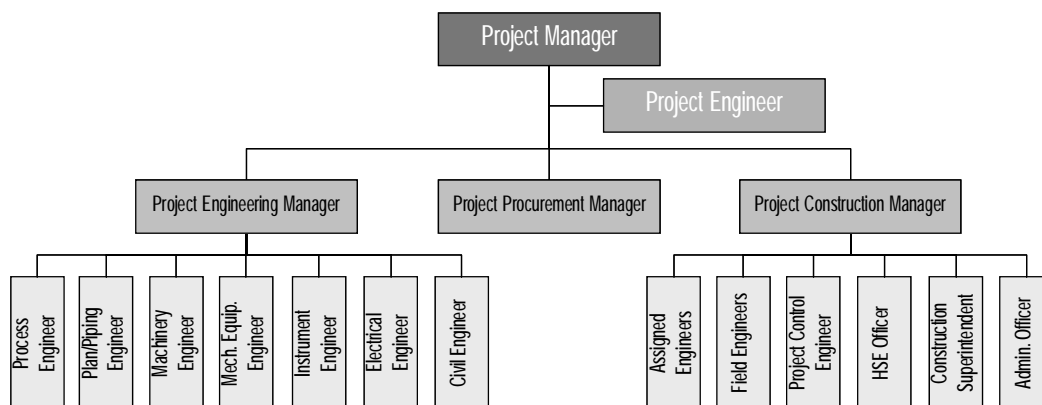 Project Manager
Project Engineer
Project Engineering Manager
Project Procurement Manager
Project Construction Manager
Process
Engineer
Plan/Piping
Engineer
Machinery
Engineer
Mech. Equip.
Engineer
Instrument
Engineer
Electrical
Engineer
Civil Engineer
Assigned
Engineers
Field Engineers
Project Control
Engineer
HSE Officer
Construction
Superintendent
Admin. Officer